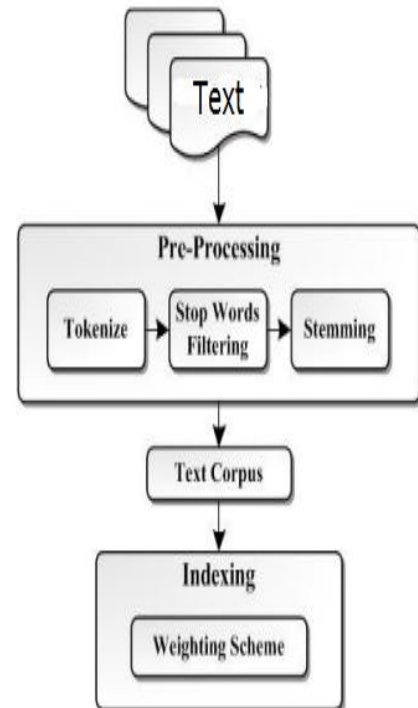 Text
Pre-Processing
Tokenize
Stop Words
Filtering
Stemming
Text Corpus
Indexing
Weighting Scheme